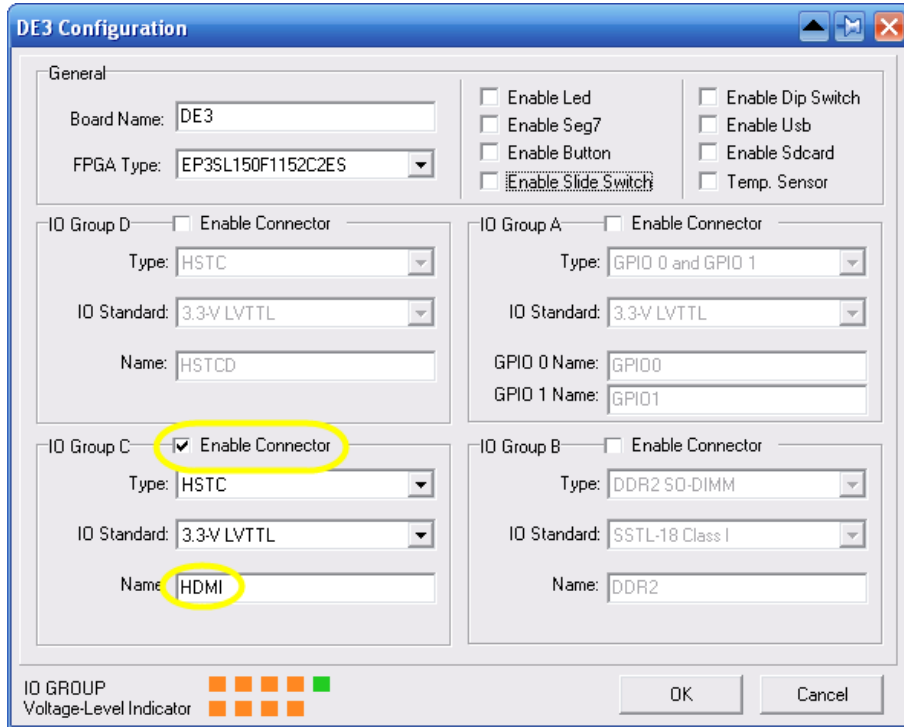 DE3 Configuration
General
Board Name: DE3
FPGA Type: EP3SL150F1152C2ES
Enable Led
Enable Seg7
Enable Button
Enable Slide Switch
Enable Dip Switch
Enable Usb
Enable Sdcard
Temp. Sensor
IO Group D Enable Connector
Type: HSTC
IO Standard: 3.3-V LVTTL
Name: HSTCD
IO Group A Enable Connector
Type: GPIO 0 and GPIO 1
IO Standard: 3.3-V LVTTL
GPIO 0 Name: GPIO0
GPIO 1 Name: GPIO1
IO Group C Enable Connector
Type: HSTC
IO Standard: 3.3-V LVTTL
Name HDMI
IO Group B Enable Connector
Type: DDR2 SO-DIMM
IO Standard: SSTL-18 Class I
Name: DDR2
IO GROUP
Voltage-Level Indicator
OK
Cancel